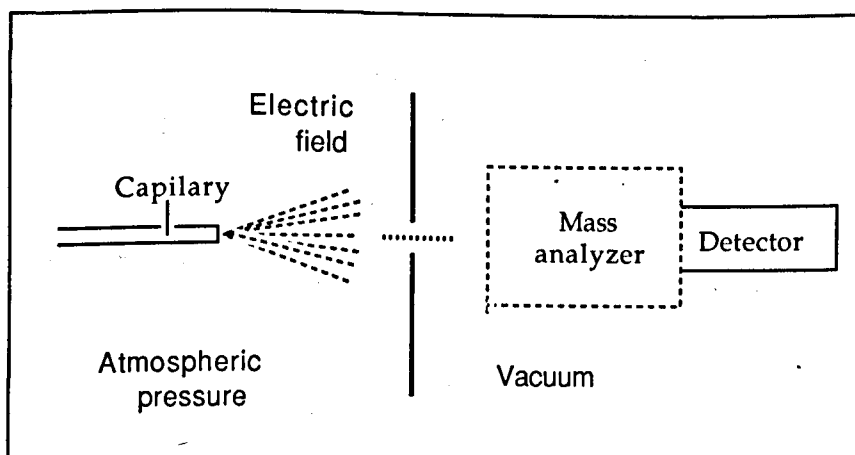 Electric
field
Capilary
Mass
analyzer
Detector
Atmospheric
pressure
Vacuum